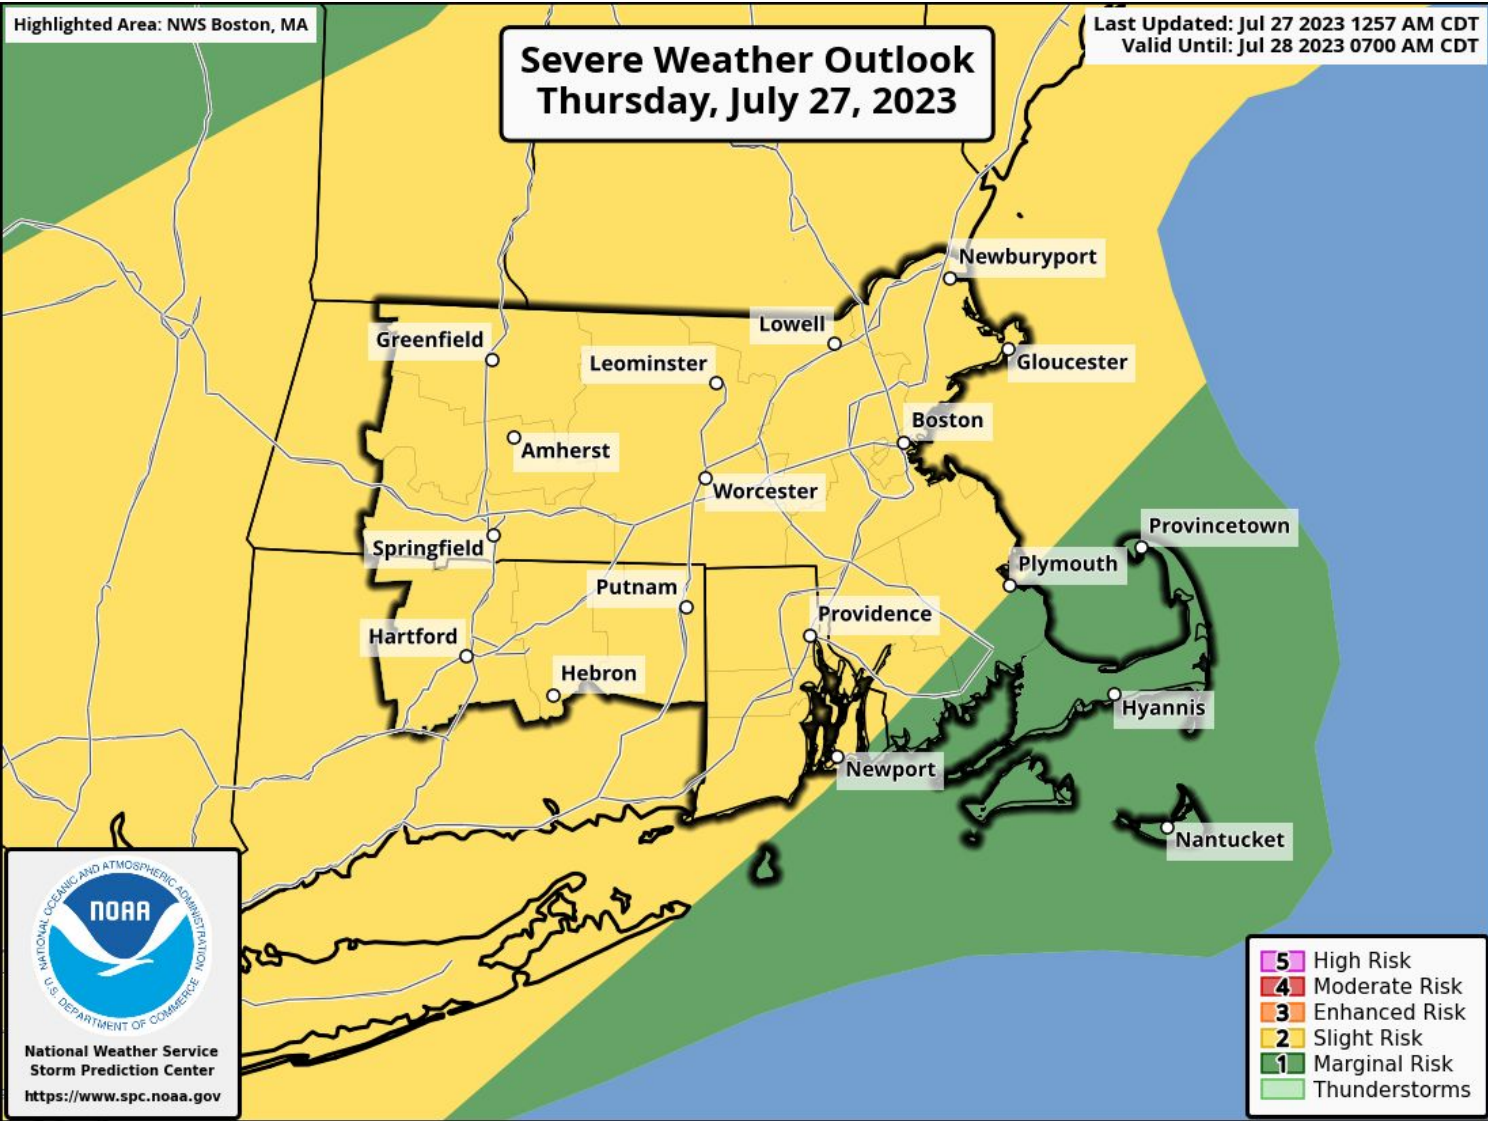 Highlighted Area: NWS Boston, MA
Severe Weather Outlook
Thursday, July 27, 2023
Last Updated: Jul 27 2023 1257 AM CDT
Valid Until: Jul 28 2023 0700 AM CDT
Newburyport
Lowell
Greenfield
Leominster
Gloucester
Boston
Amherst
Worcester
Provincetown
Springfield
Plymouth
Putnam
Providence
Hartford
Hebron
Hyannis
Newport
Nantucket
NATIONAL OCEANIC AND ATMOSPHERIC ADMINISTRATION
NOAA
U.S. DEPARTMENT OF COMMERCE
National Weather Service
Storm Prediction Center
https://www.spc.noaa.gov
5 High Risk
4 Moderate Risk
3 Enhanced Risk
2 Slight Risk
1 Marginal Risk
Thunderstorms